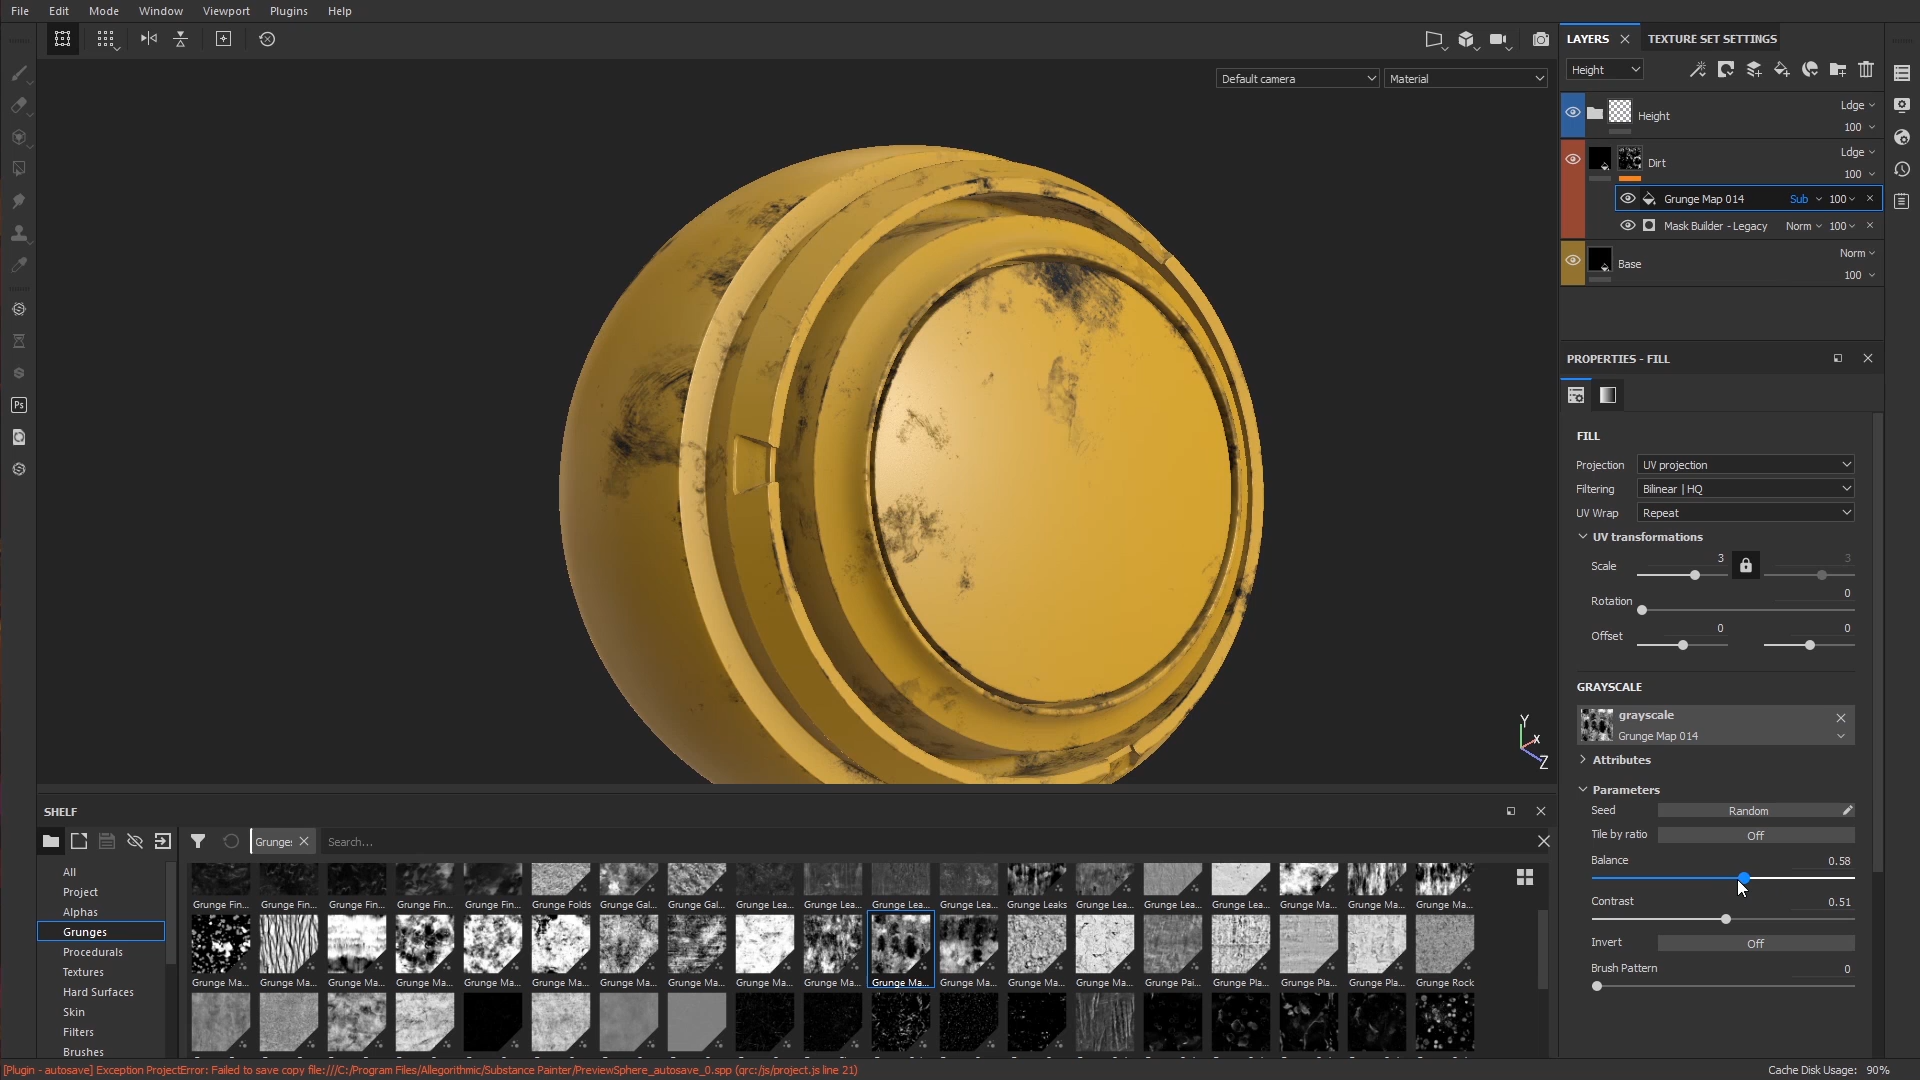 File Edit Mode Window Viewport Plugins Help
Default camera Material
LAYERS TEXTURE SET SETTINGS
Height
Height Ldge 100
Dirt Ldge 100
Grunge Map 014 Sub 100
Mask Builder - Legacy Norm 100
Base Norm 100
PROPERTIES - FILL
FILL
Projection UV projection
Filtering Bilinear | HQ
UV Wrap Repeat
UV transformations
Scale 3 3
Rotation 0
Offset 0 0
GRAYSCALE
grayscale
Grunge Map 014
Attributes
Parameters
Seed Random
Tile by ratio Off
Balance 0.58
Contrast 0.51
Invert Off
Brush Pattern 0
Y
X
Z
Ps
SHELF
Grunge: Search...
All
Project
Alphas
Grunges
Procedurals
Textures
Hard Surfaces
Skin
Filters
Brushes
Grunge Fin... Grunge Fin... Grunge Fin... Grunge Fin... Grunge Fin... Grunge Folds Grunge Gal... Grunge Gal... Grunge Lea... Grunge Lea... Grunge Lea... Grunge Lea... Grunge Leaks Grunge Lea... Grunge Lea... Grunge Lea... Grunge Ma... Grunge Ma... Grunge Ma...
Grunge Ma... Grunge Ma... Grunge Ma... Grunge Ma... Grunge Ma... Grunge Ma... Grunge Ma... Grunge Ma... Grunge Ma... Grunge Ma... Grunge Ma... Grunge Ma... Grunge Ma... Grunge Ma... Grunge Pai... Grunge Pla... Grunge Pla... Grunge Pla... Grunge Rock
[Plugin - autosave] Exception ProjectError: Failed to save copy file:///C:/Program Files/Allegorithmic/Substance Painter/PreviewSphere_autosave_0.spp (qrc:/js/project.js line 21)
Cache Disk Usage: 90%